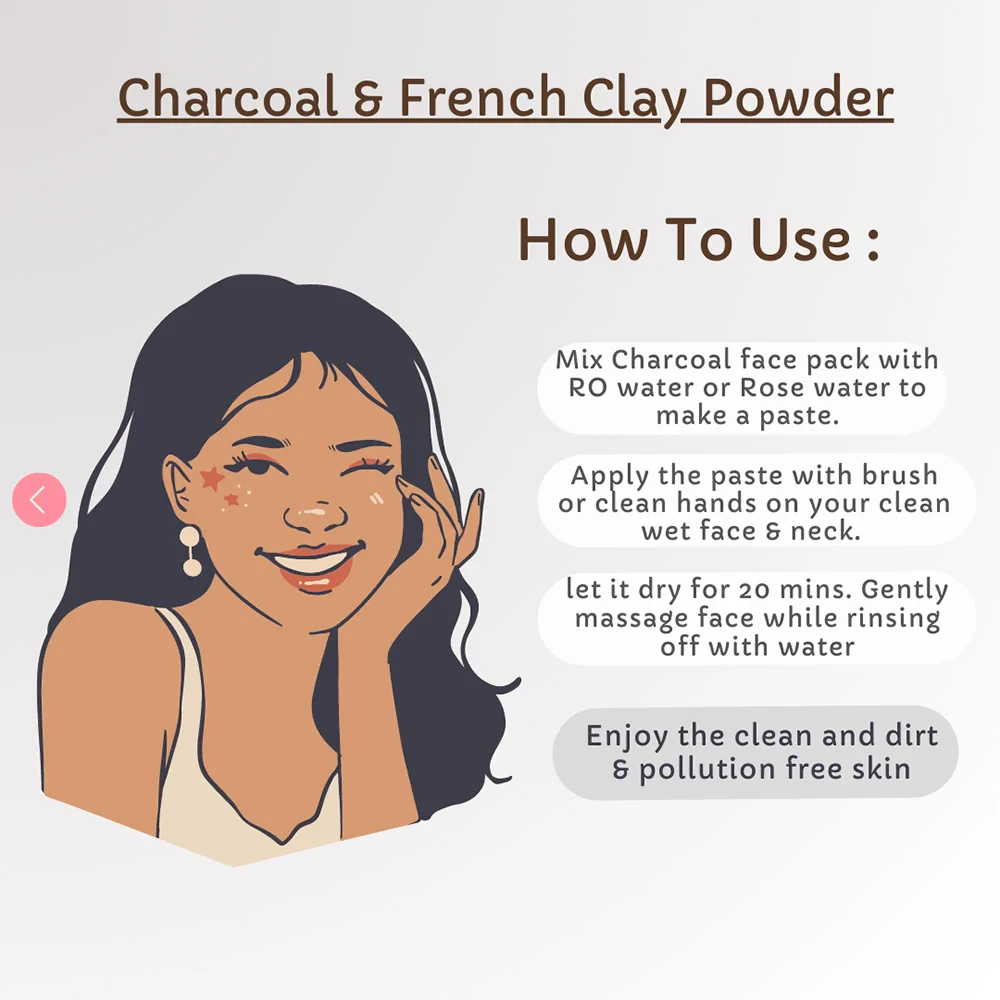 Charcoal & French Clay Powder
How To Use :
Mix Charcoal face pack with
RO water or Rose water to
make a paste.
Apply the paste with brush
or clean hands on your clean
wet face & neck.
let it dry for 20 mins. Gently
massage face while rinsing
off with water
Enjoy the clean and dirt
& pollution free skin